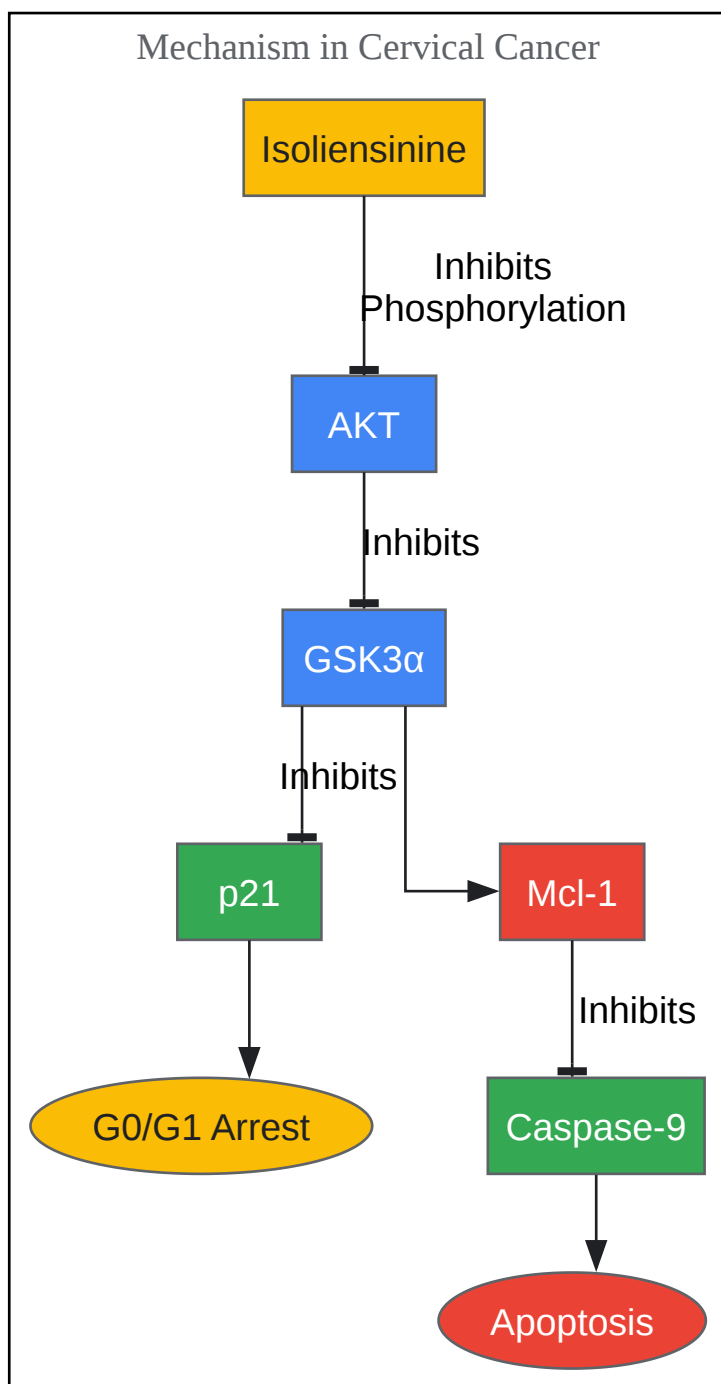 Mechanism in Cervical Cancer
Isoliensinine
Inhibits
Phosphorylation
AKT
Inhibits
GSK3α
Inhibits
p21
Mcl-1
Inhibits
G0/G1 Arrest
Caspase-9
Apoptosis